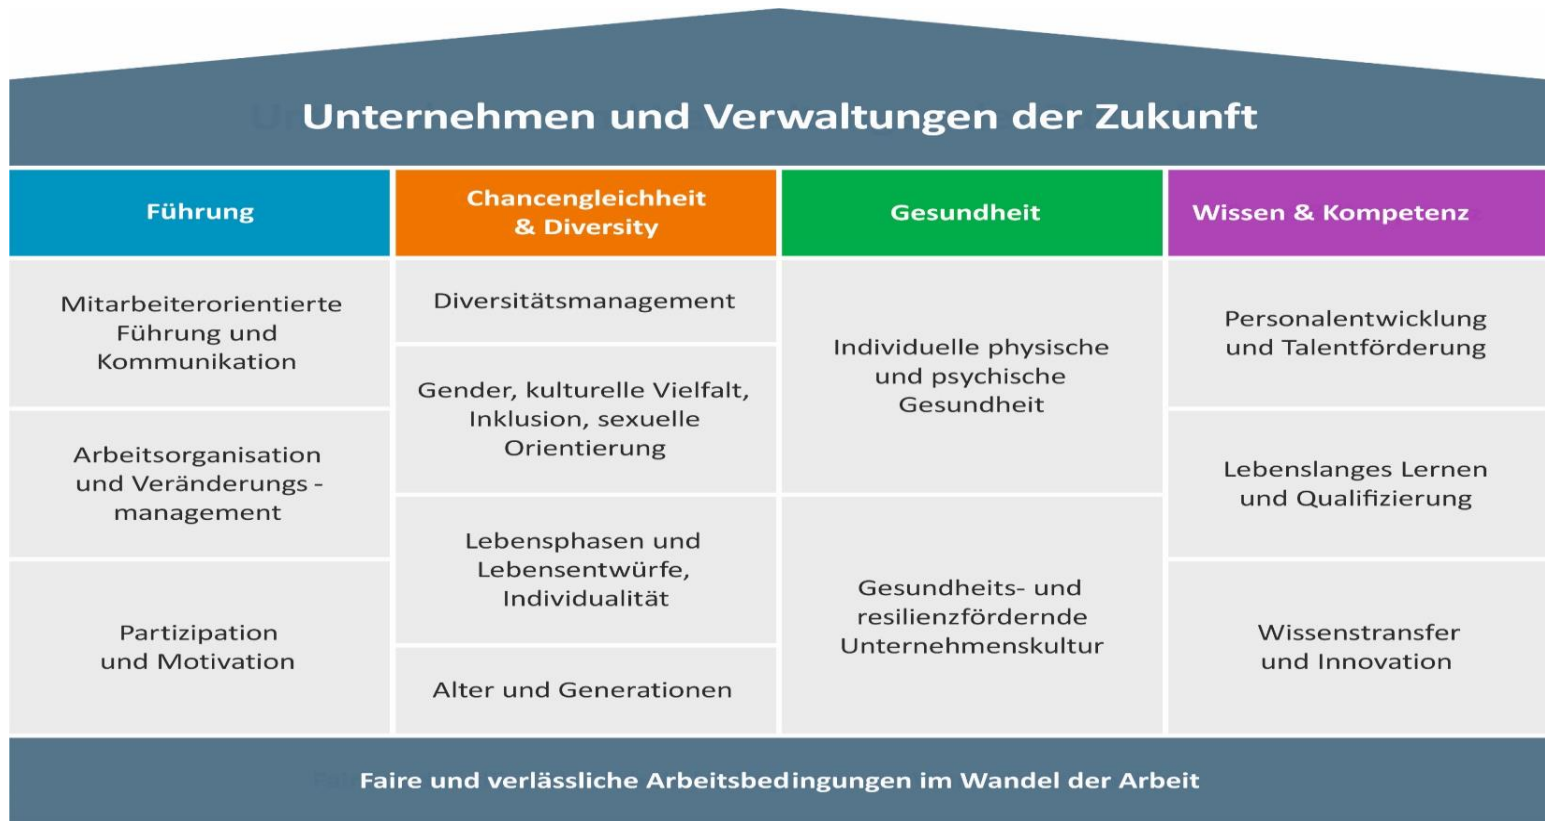 Unternehmen und Verwaltungen der Zukunft
Führung
Chancengleichheit
& Diversity
Gesundheit
Wissen & Kompetenz
Mitarbeiterorientierte
Führung und
Kommunikation
Arbeitsorganisation
und Veränderungs -
management
Partizipation
und Motivation
Diversitätsmanagement
Gender, kulturelle Vielfalt,
Inklusion, sexuelle
Orientierung
Lebensphasen und
Lebensentwürfe,
Individualität
Alter und Generationen
Individuelle physische
und psychische
Gesundheit
Gesundheits- und
resilienzfördernde
Unternehmenskultur
Personalentwicklung
und Talentförderung
Lebenslanges Lernen
und Qualifizierung
Wissenstransfer
und Innovation
Faire und verlässliche Arbeitsbedingungen im Wandel der Arbeit